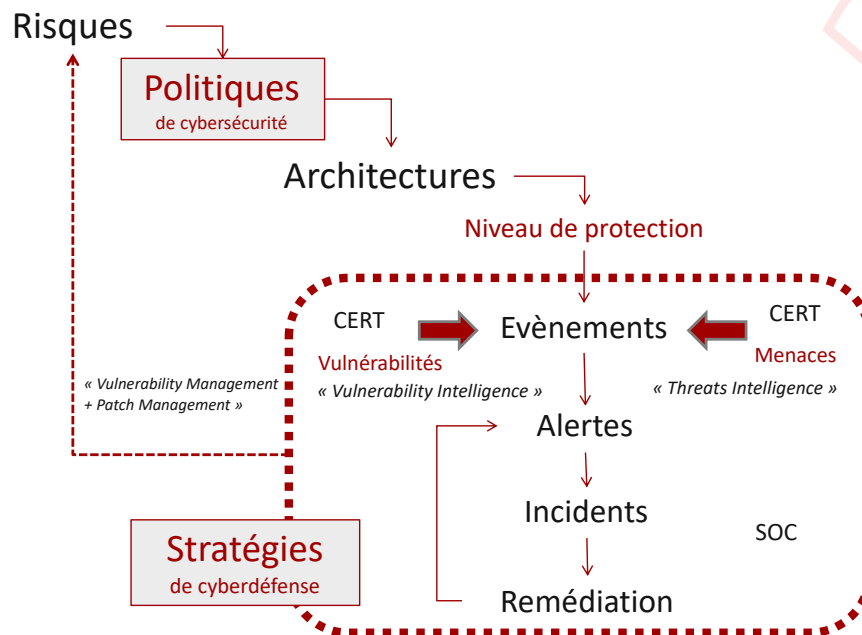 Risques
Politiques
de cybersécurité
Architectures
Niveau de protection
CERT
Evènements
CERT
Vulnérabilités
Menaces
« Vulnerability Management
+ Patch Management »
« Vulnerability Intelligence »
« Threats Intelligence »
Alertes
Incidents
SOC
Stratégies
de cyberdéfense
Remédiation